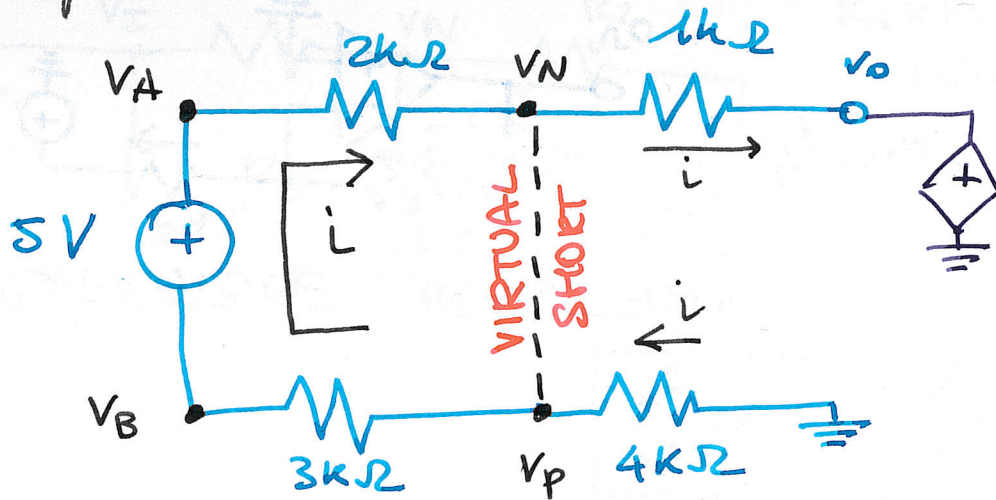 2kΩ
1kΩ
VA
VN
vo
i
5V
+
i
VIRTUAL
SHORT
+
i
VB
3kΩ
Vp
4kΩ